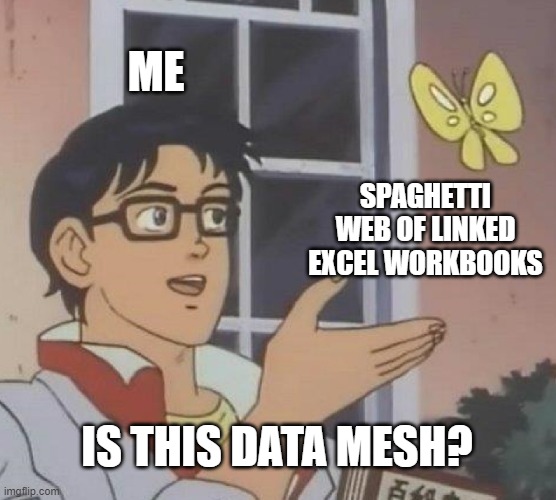 ME
SPAGHETTI
WEB OF LINKED
EXCEL WORKBOOKS
IS THIS DATA MESH?
imgflip.com